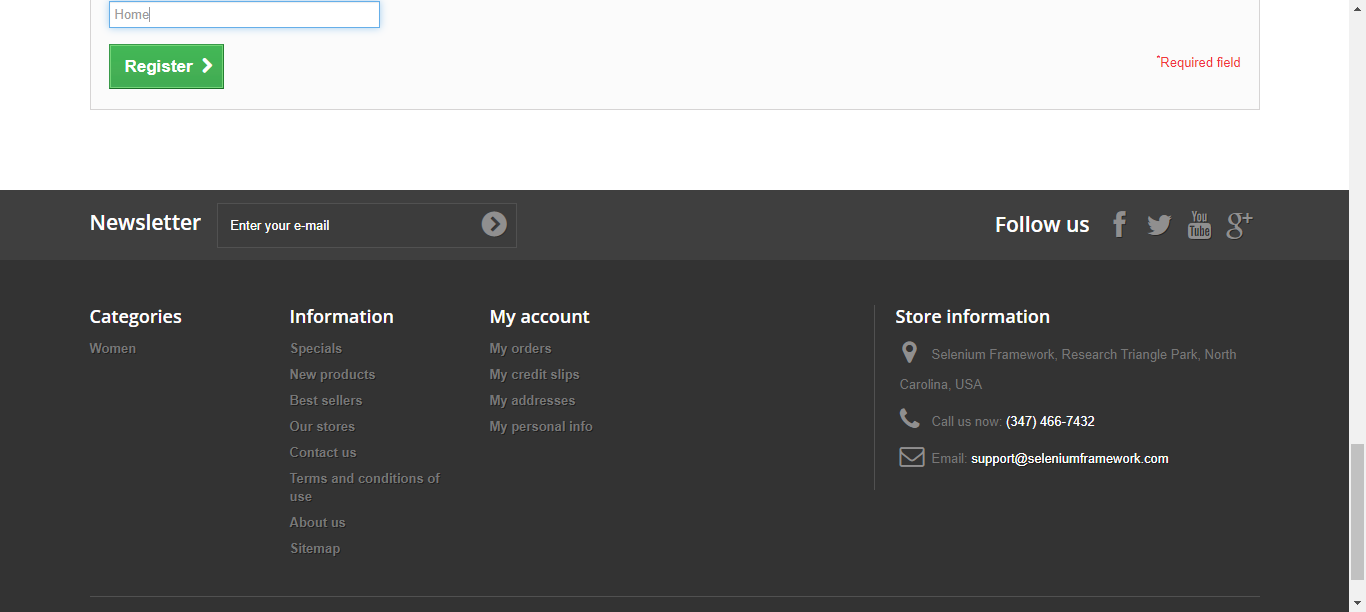 Home
Register
*Required field
Newsletter
Enter your e-mail
Follow us
You
Tube
g+
Categories
Women
Information
Specials
New products
Best sellers
Our stores
Contact us
Terms and conditions of
use
About us
Sitemap
My account
My orders
My credit slips
My addresses
My personal info
Store information
Selenium Framework, Research Triangle Park, North
Carolina, USA
Call us now: (347) 466-7432
Email: support@seleniumframework.com